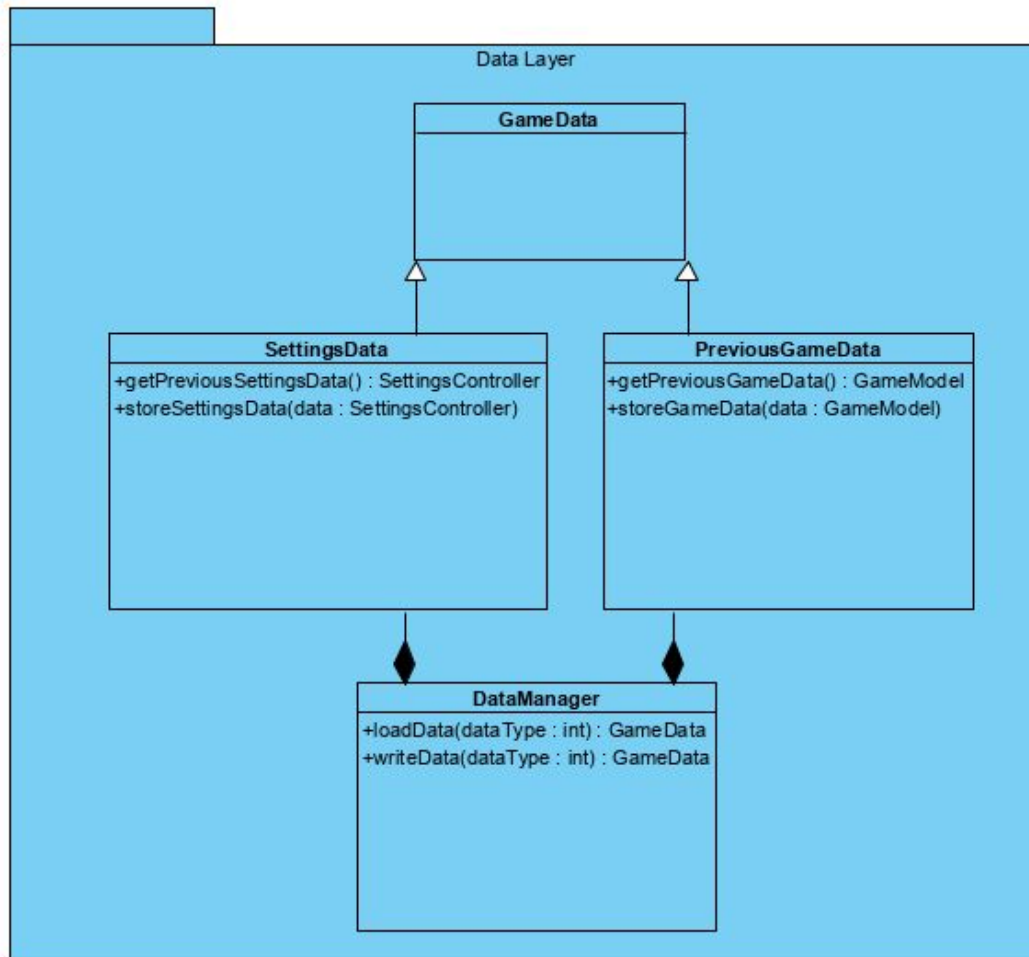 Data Layer
GameData
SettingsData
+getPreviousSettingsData() : SettingsController
+storeSettingsData(data : SettingsController)
PreviousGameData
+getPreviousGameData() : GameModel
+storeGameData(data : GameModel)
DataManager
+loadData(dataType : int) : GameData
+writeData(dataType : int) : GameData